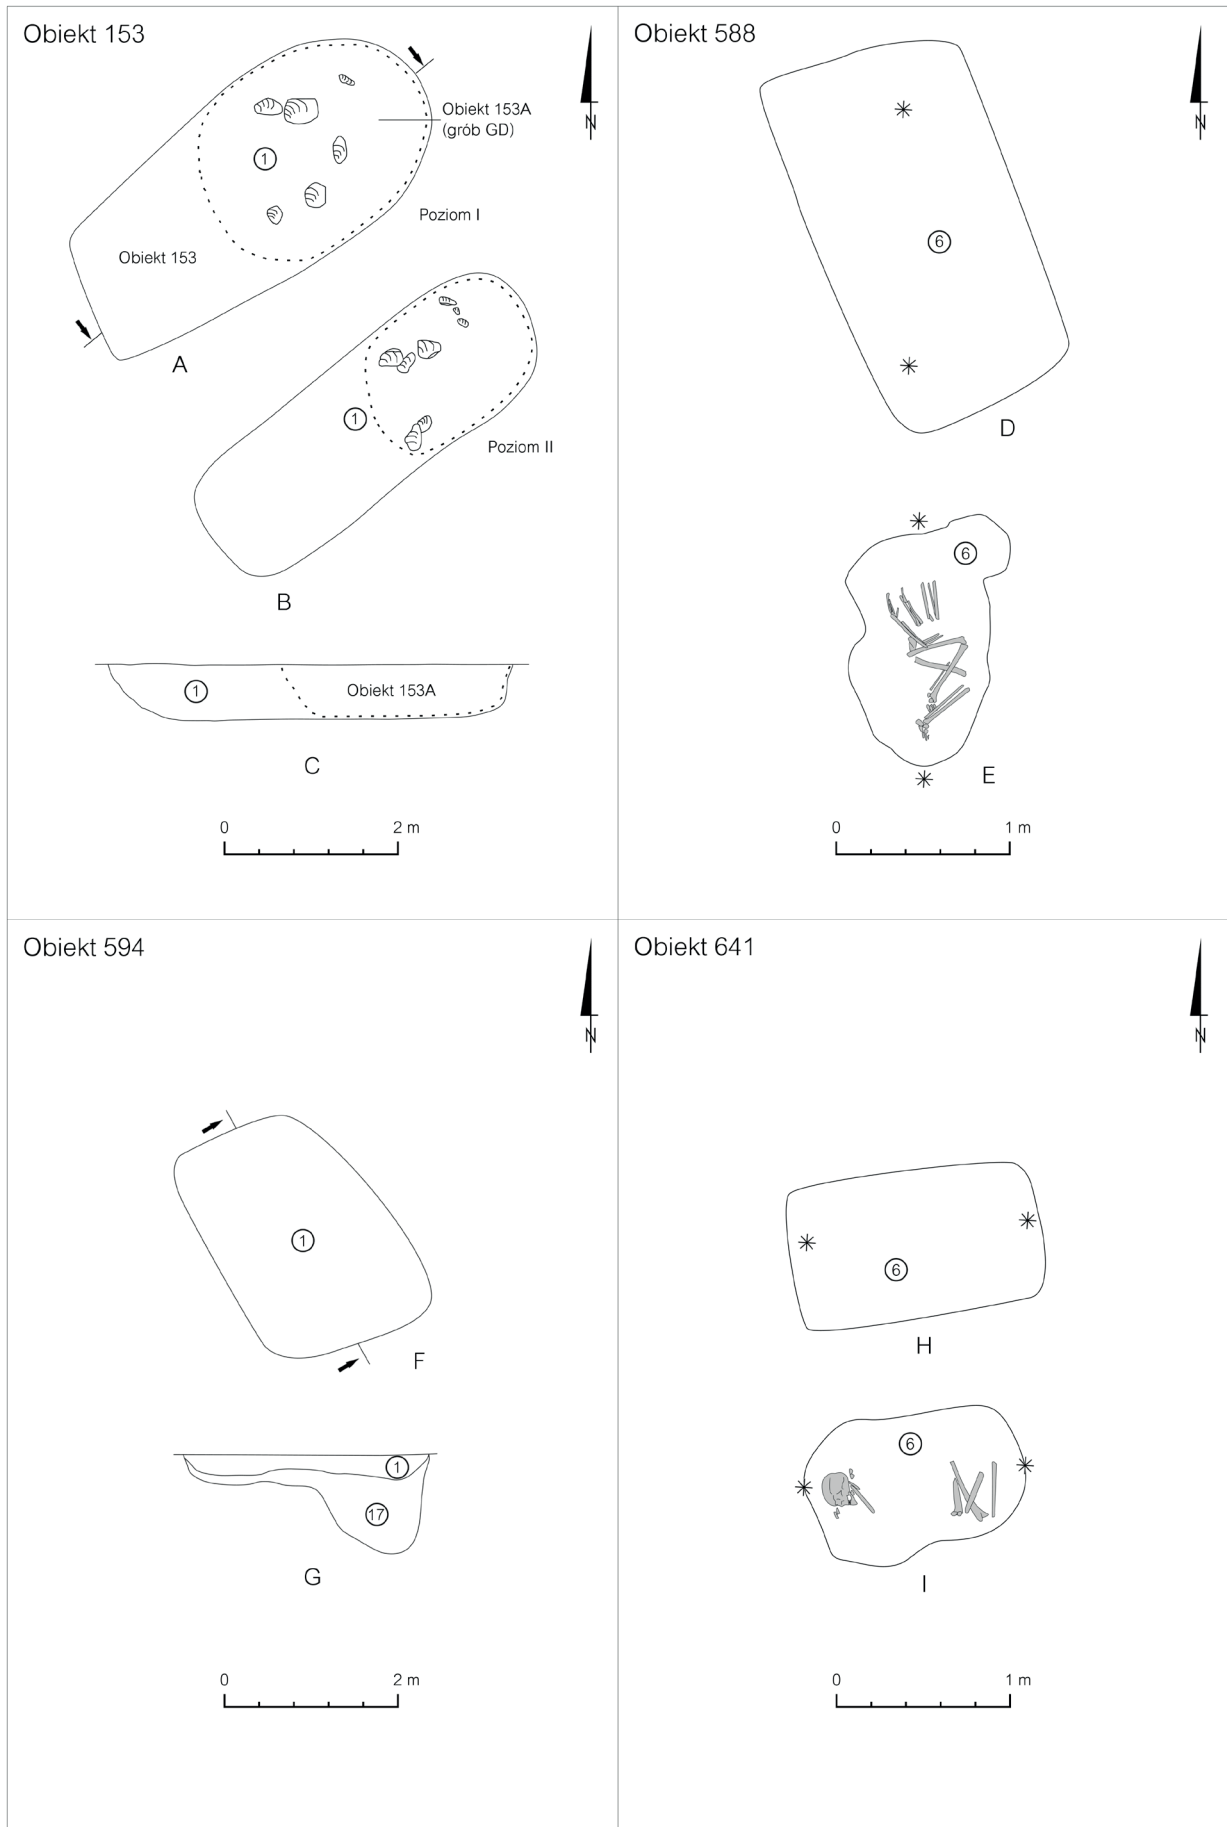 Obiekt 153
N
Obiekt 153A
(grób GD)
1
Poziom I
Obiekt 153
A
1
Poziom II
B
1
Obiekt 153A
C
0 2 m
Obiekt 588
N
6
D
6
E
0 1 m
Obiekt 594
N
1
F
1
17
G
0 2 m
Obiekt 641
N
6
H
6
I
0 1 m